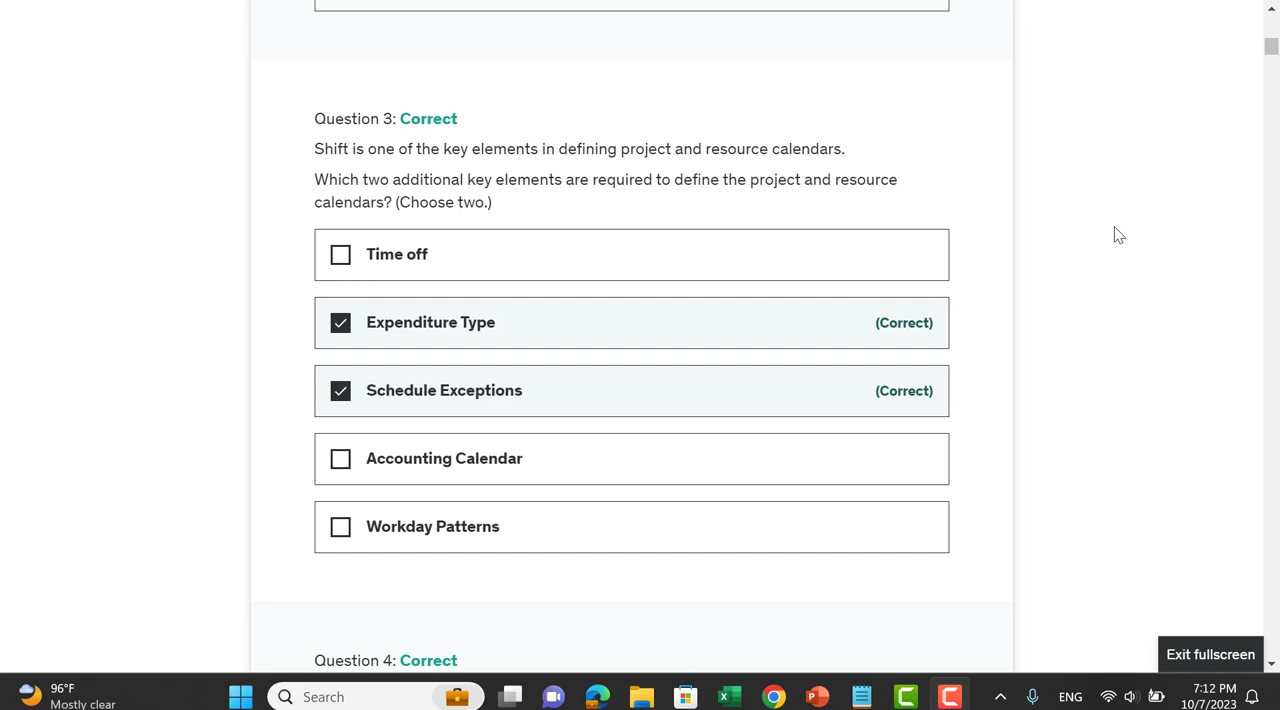 Question 3: Correct
Shift is one of the key elements in defining project and resource calendars.
Which two additional key elements are required to define the project and resource
calendars? (Choose two.)
Time off
Expenditure Type (Correct)
Schedule Exceptions (Correct)
Accounting Calendar
Workday Patterns
Question 4: Correct
Exit fullscreen
96°F
Mostly clear
Search
ENG
7:12 PM
10/7/2023